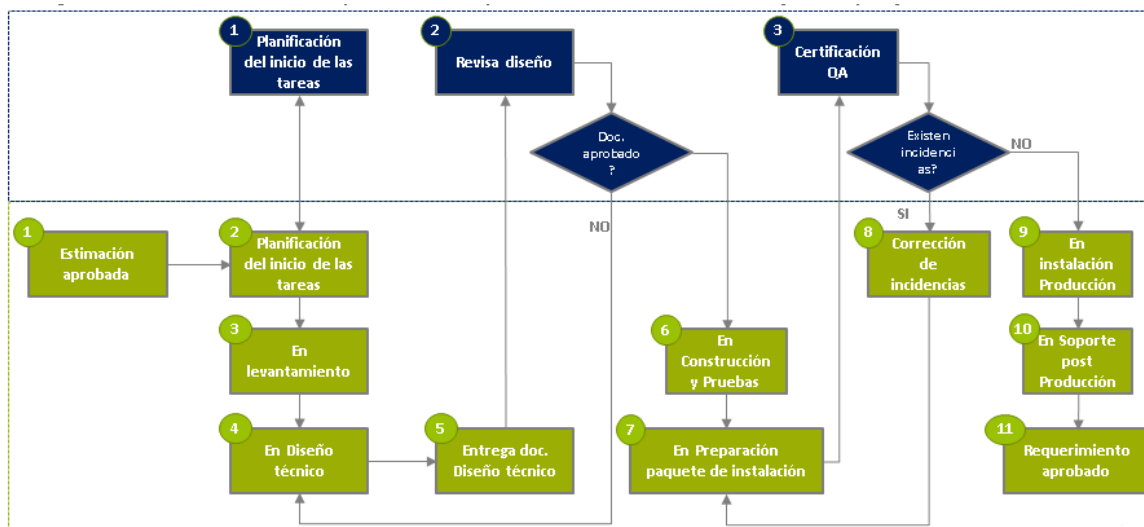 1
Planificación
del inicio de las
tareas
2
Revisa diseño
3
Certificación
QA
Doc.
aprobado
?
Existen
incidenci
as?
NO
NO
SI
1
Estimación
aprobada
2
Planificación
del inicio de las
tareas
8
Corrección
de
incidencias
9
En
instalación
Producción
3
En
levantamiento
6
En
Construcción
y Pruebas
10
En Soporte
post
Producción
4
En Diseño
técnico
5
Entrega doc.
Diseño técnico
7
En Preparación
paquete de instalación
11
Requerimiento
aprobado